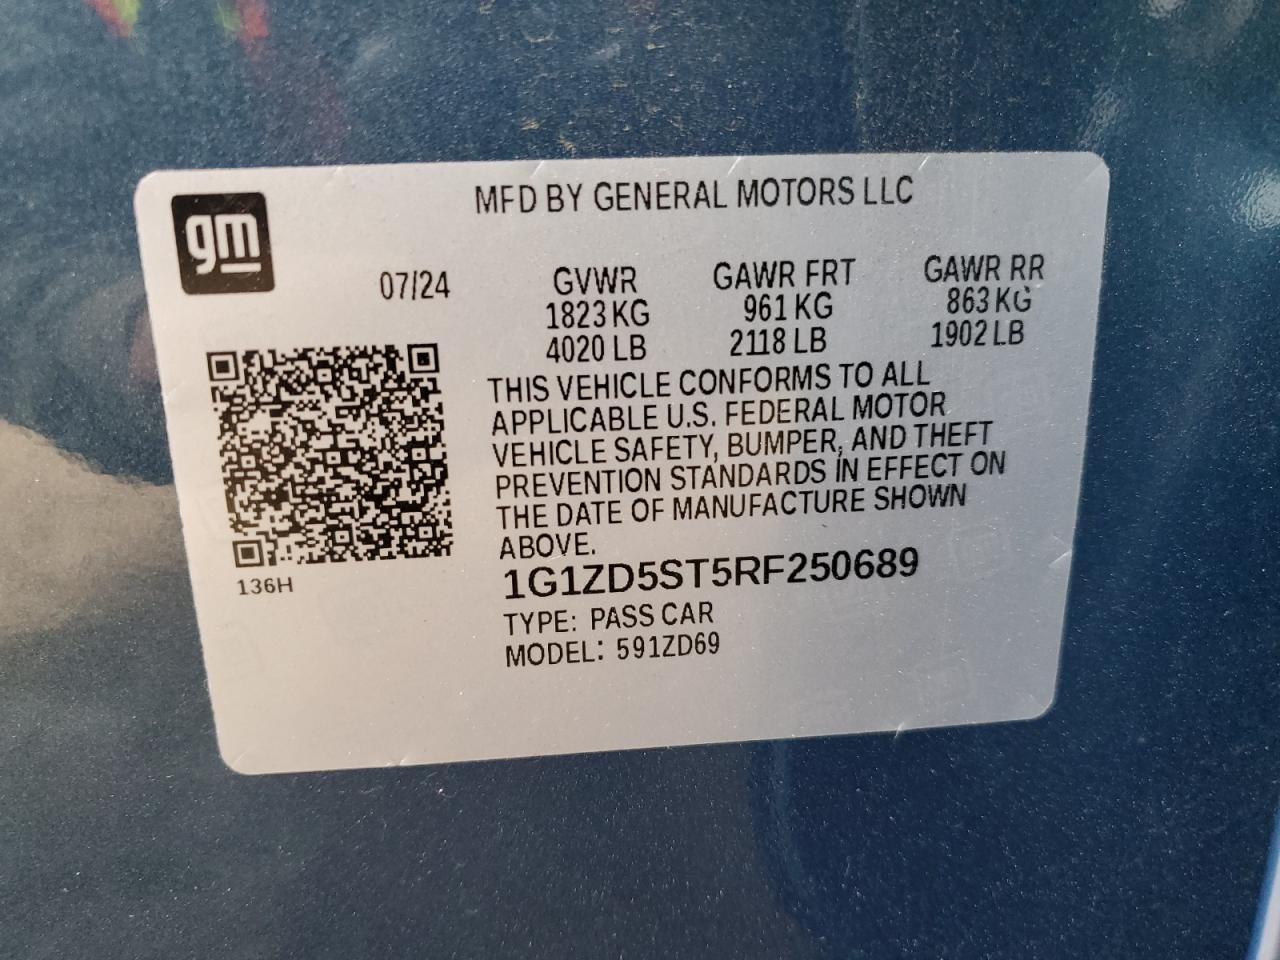 MFD BY GENERAL MOTORS LLC
gm
07/24
GVWR GAWR FRT GAWR RR
1823 KG 961 KG 863 KG
4020 LB 2118 LB 1902 LB
THIS VEHICLE CONFORMS TO ALL
APPLICABLE U.S. FEDERAL MOTOR
VEHICLE SAFETY, BUMPER, AND THEFT
PREVENTION STANDARDS IN EFFECT ON
THE DATE OF MANUFACTURE SHOWN
ABOVE.
136H
1G1ZD5ST5RF250689
TYPE: PASS CAR
MODEL: 591ZD69